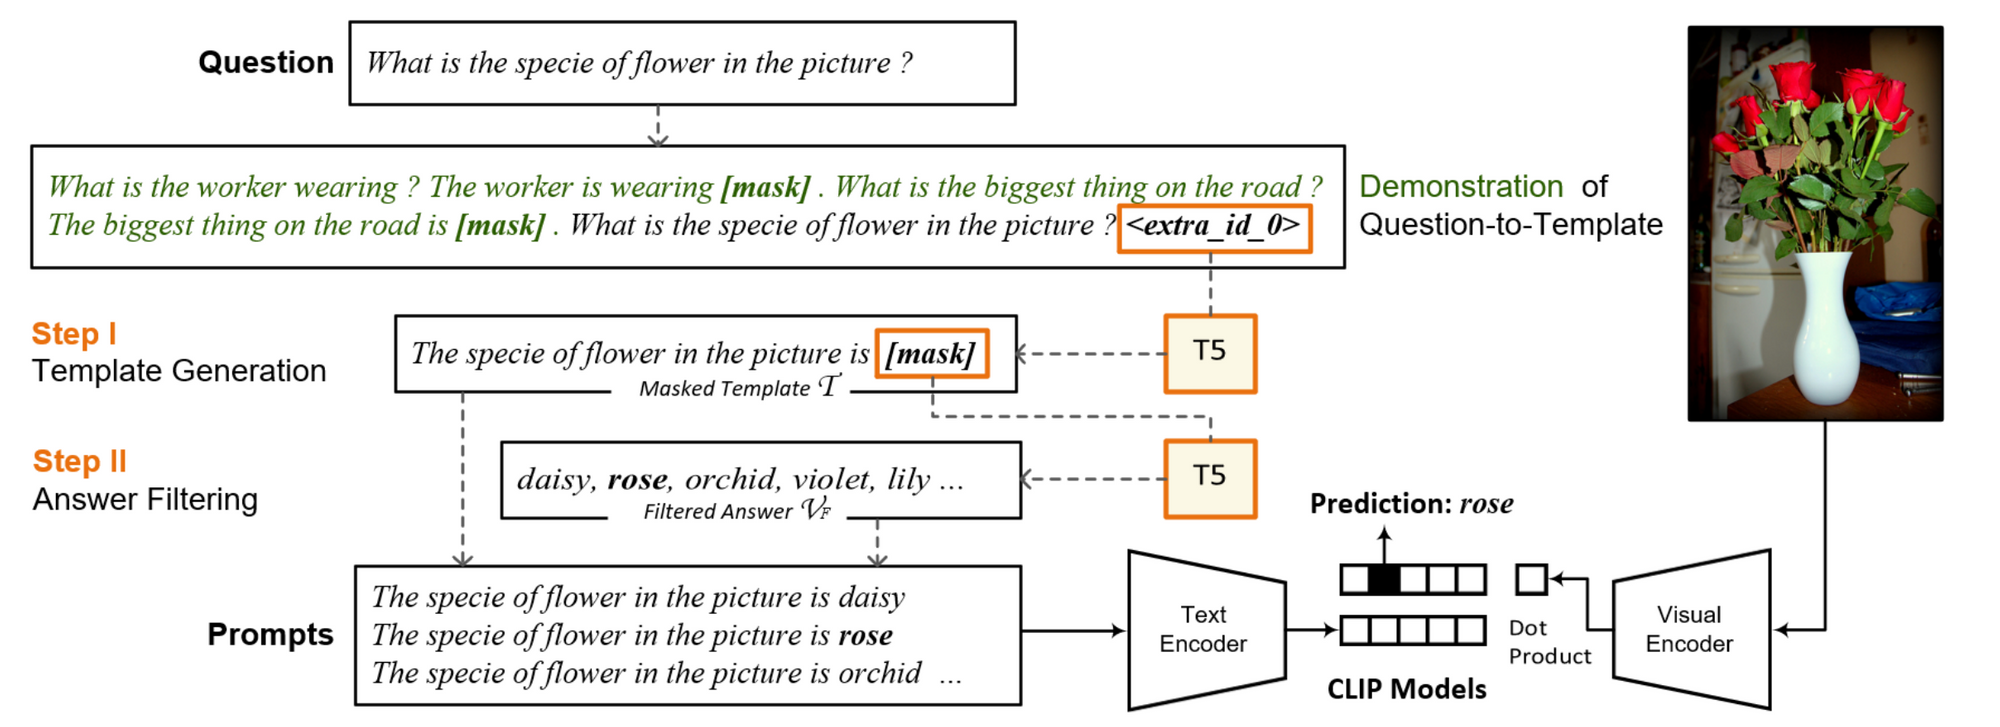 Question
What is the specie of flower in the picture ?
What is the worker wearing ? The worker is wearing [mask] . What is the biggest thing on the road ?
The biggest thing on the road is [mask] . What is the specie of flower in the picture ? <extra_id_0>
Demonstration of
Question-to-Template
Step I
Template Generation
The specie of flower in the picture is [mask]
Masked Template 𝒯
T5
Step II
Answer Filtering
daisy, rose, orchid, violet, lily ...
Filtered Answer 𝒱F
T5
Prompts
The specie of flower in the picture is daisy
The specie of flower in the picture is rose
The specie of flower in the picture is orchid ...
Text
Encoder
Prediction: rose
Dot
Product
CLIP Models
Visual
Encoder